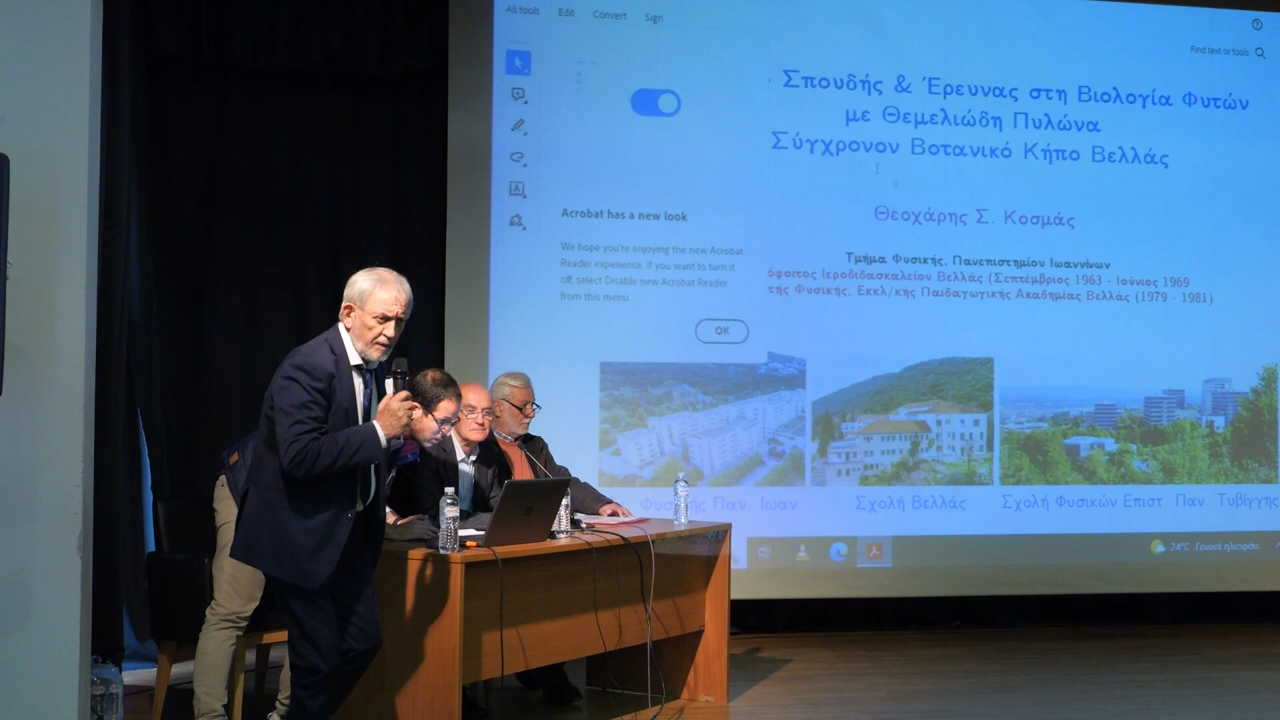 All tools Edit Convert Sign
Find text or tools
Σπουδής & Έρευνας στη Βιολογία Φυτών
με Θεμελιώδη Πυλώνα
Σύγχρονον Βοτανικό Κήπο Βελλάς
Θεοχάρης Σ. Κοσμάς
Τμήμα Φυσικής, Πανεπιστημίου Ιωαννίνων
όφοιτος Ιεροδιδασκαλείου Βελλάς (Σεπτέμβριος 1963 - Ιούνιος 1969
τής Φυσικής, Εκκλ/κής Παιδαγωγικής Ακαδημίας Βελλάς (1979 - 1981)
Acrobat has a new look
We hope you're enjoying the new Acrobat
Reader experience. If you want to turn it
off, select Disable new Acrobat Reader
from this menu.
OK
Φυσικής Παν. Ιωαν.
Σχολή Βελλάς
Σχολή Φυσικών Επιστ. Παν. Τυβίγγης
24°C Γενικά ηλιοφάν